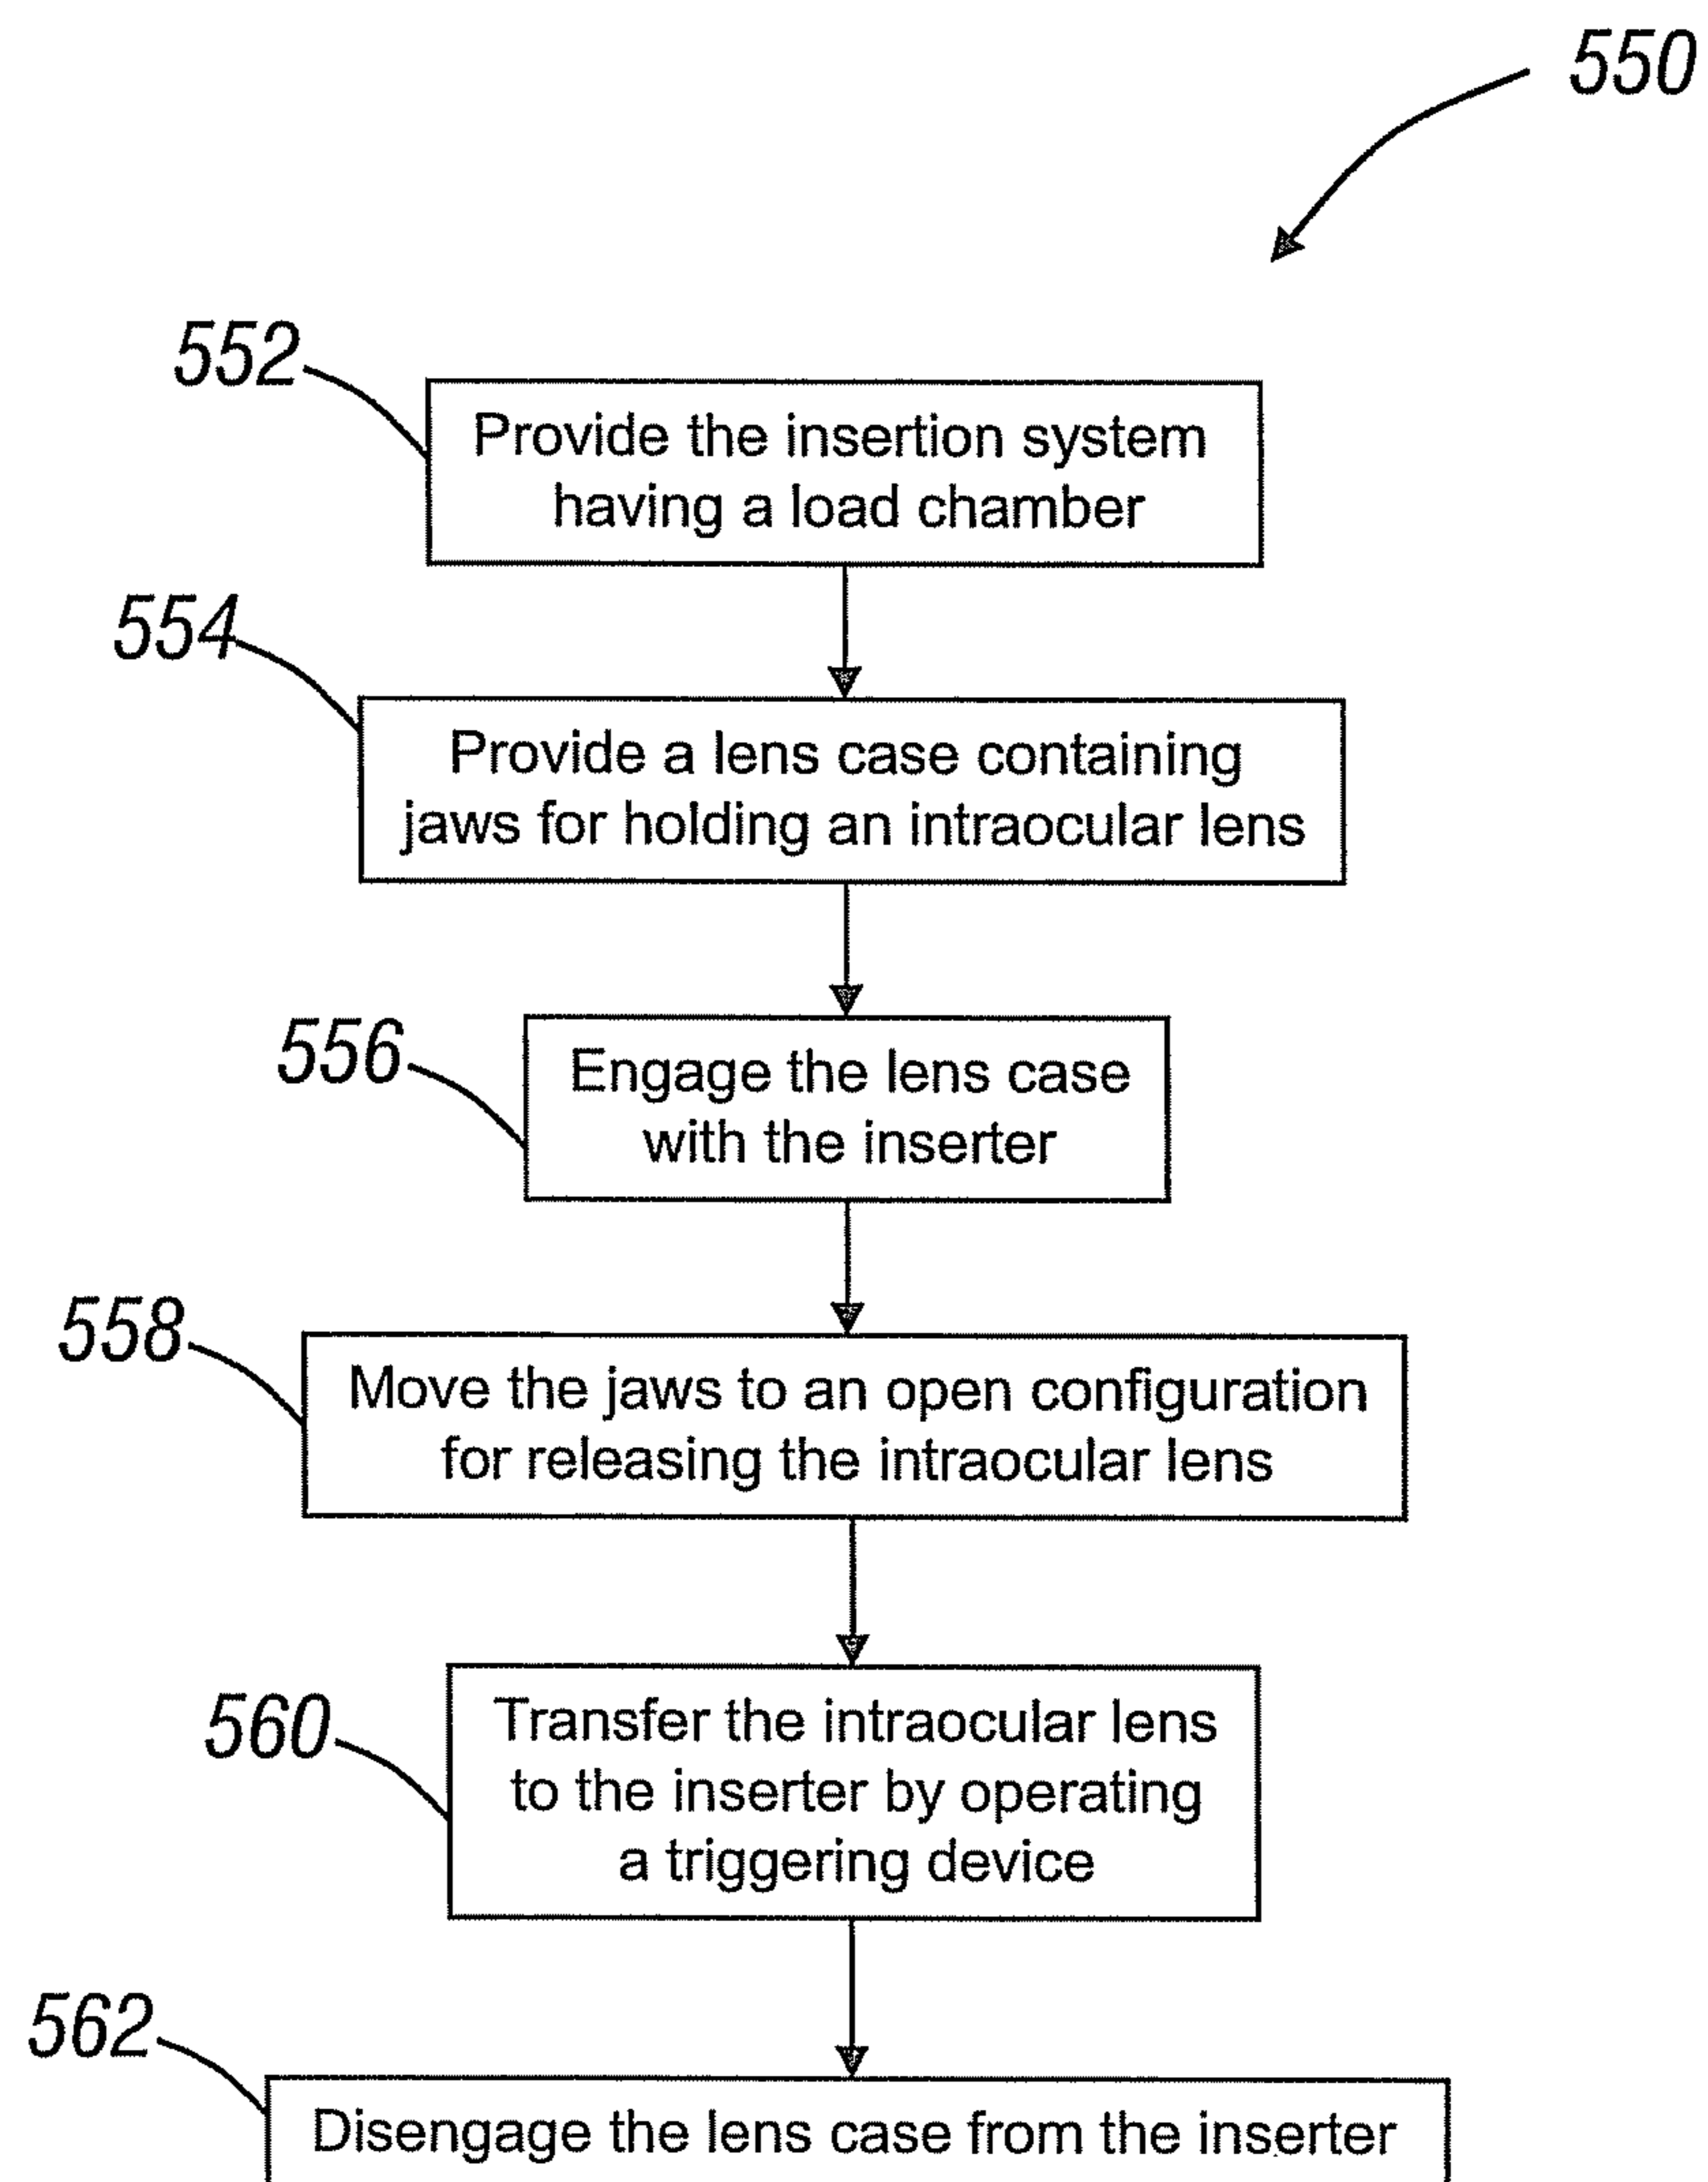 550
552
Provide the insertion system
having a load chamber
554
Provide a lens case containing
jaws for holding an intraocular lens
556
Engage the lens case
with the inserter
558
Move the jaws to an open configuration
for releasing the intraocular lens
560
Transfer the intraocular lens
to the inserter by operating
a triggering device
562
Disengage the lens case from the inserter